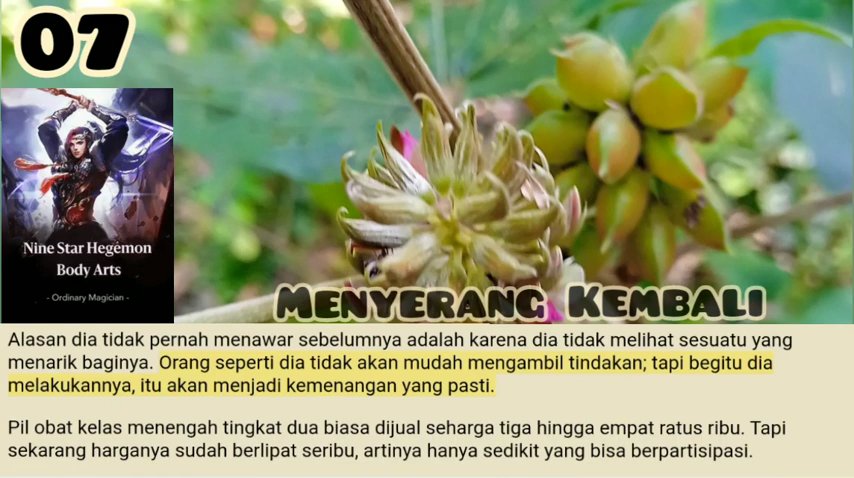 07
Nine Star Hegemon
Body Arts
- Ordinary Magician -
Menyerang Kembali
Alasan dia tidak pernah menawar sebelumnya adalah karena dia tidak melihat sesuatu yang
menarik baginya. Orang seperti dia tidak akan mudah mengambil tindakan; tapi begitu dia
melakukannya, itu akan menjadi kemenangan yang pasti.
Pil obat kelas menengah tingkat dua biasa dijual seharga tiga hingga empat ratus ribu. Tapi
sekarang harganya sudah berlipat seribu, artinya hanya sedikit yang bisa berpartisipasi.